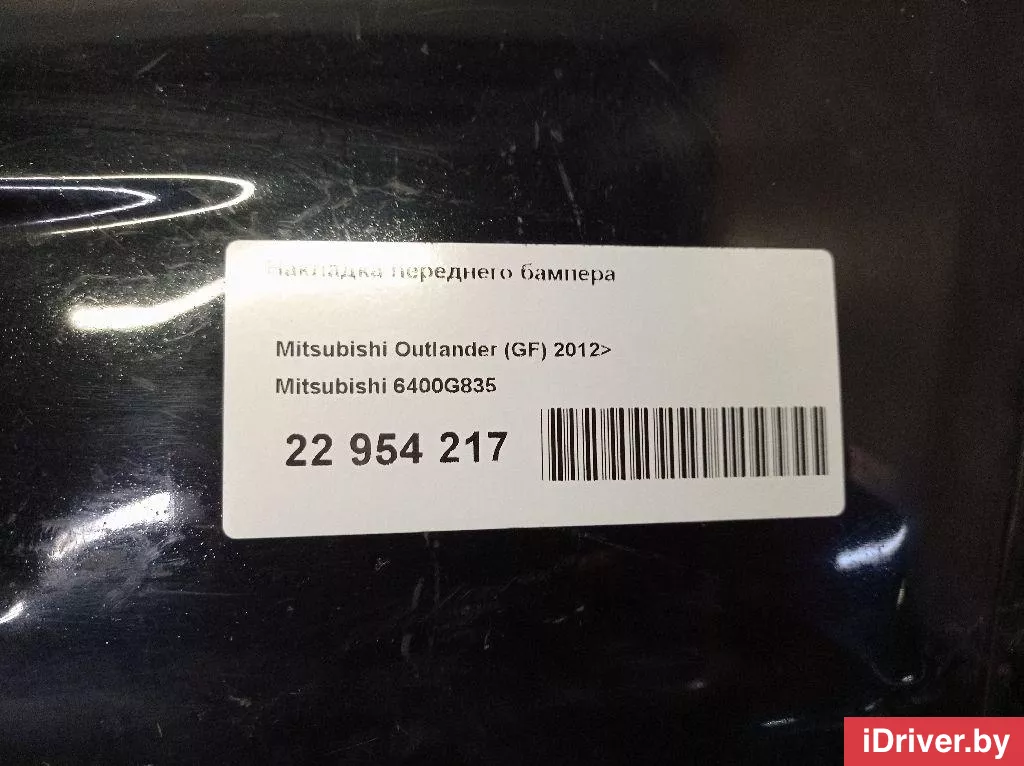 Накладка переднего бампера
Mitsubishi Outlander (GF) 2012>
Mitsubishi 6400G835
22 954 217
iDriver.by